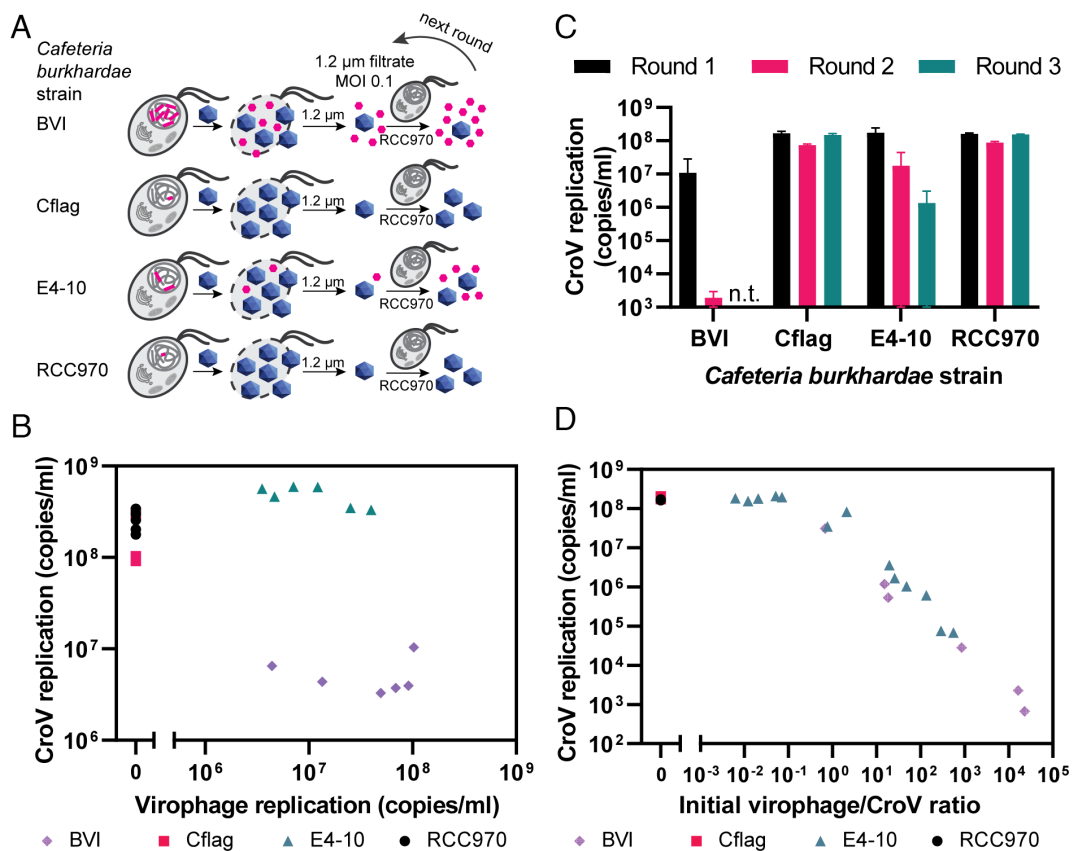 A
Cafeteria
burkhardae
strain
BVI
1.2 µm
1.2 µm filtrate
MOI 0.1
RCC970
next round
Cflag
1.2 µm
RCC970
E4-10
1.2 µm
RCC970
RCC970
1.2 µm
RCC970
C
Round 1 Round 2 Round 3
CroV replication
(copies/ml)
10⁹
10⁸
10⁷
10⁶
10⁵
10⁴
10³
n.t.
BVI Cflag E4-10 RCC970
Cafeteria burkhardae strain
B
CroV replication (copies/ml)
10⁹
10⁸
10⁷
10⁶
0 10⁶ 10⁷ 10⁸ 10⁹
Virophage replication (copies/ml)
BVI Cflag E4-10 RCC970
D
CroV replication (copies/ml)
10⁹
10⁸
10⁷
10⁶
10⁵
10⁴
10³
10²
0 10⁻³ 10⁻² 10⁻¹ 10⁰ 10¹ 10² 10³ 10⁴ 10⁵
Initial virophage/CroV ratio
BVI Cflag E4-10 RCC970